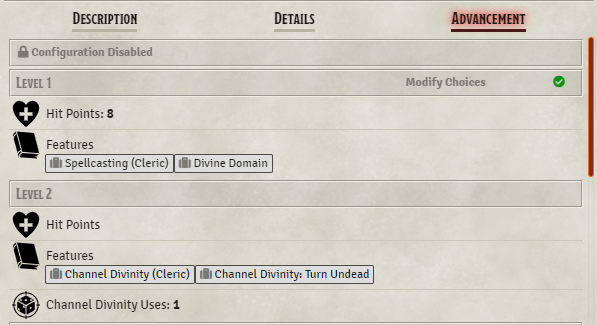 Description Details Advancement
Configuration Disabled
Level 1 Modify Choices
Hit Points: 8
Features
Spellcasting (Cleric) Divine Domain
Level 2
Hit Points
Features
Channel Divinity (Cleric) Channel Divinity: Turn Undead
Channel Divinity Uses: 1